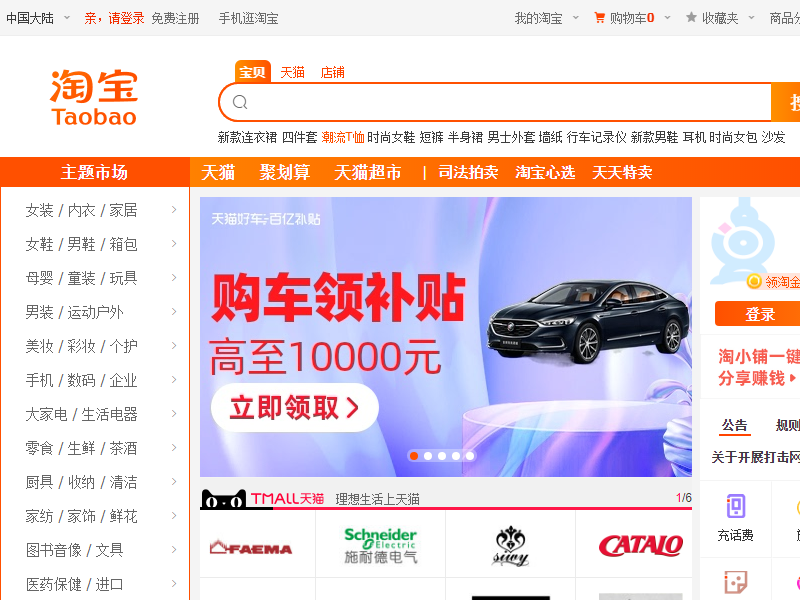 中国大陆 亲，请登录 免费注册 手机逛淘宝 我的淘宝 购物车0 收藏夹 商品分
宝贝 天猫 店铺
淘宝
Taobao
新款连衣裙 四件套 潮流T恤 时尚女鞋 短裤 半身裙 男士外套 墙纸 行车记录仪 新款男鞋 耳机 时尚女包 沙发
主题市场 天猫 聚划算 天猫超市 | 司法拍卖 淘宝心选 天天特卖
女装 / 内衣 / 家居
女鞋 / 男鞋 / 箱包
母婴 / 童装 / 玩具
男装 / 运动户外
美妆 / 彩妆 / 个护
手机 / 数码 / 企业
大家电 / 生活电器
零食 / 生鲜 / 茶酒
厨具 / 收纳 / 清洁
家纺 / 家饰 / 鲜花
图书音像 / 文具
医药保健 / 进口
天猫好车 百亿补贴
购车领补贴
高至10000元
立即领取
TMALL天猫 理想生活上天猫 1/6
FAEMA
Schneider
Electric
施耐德电气
CATALO
领淘金
登录
淘小铺一键
分享赚钱
公告 规则
关于开展打击网
充话费